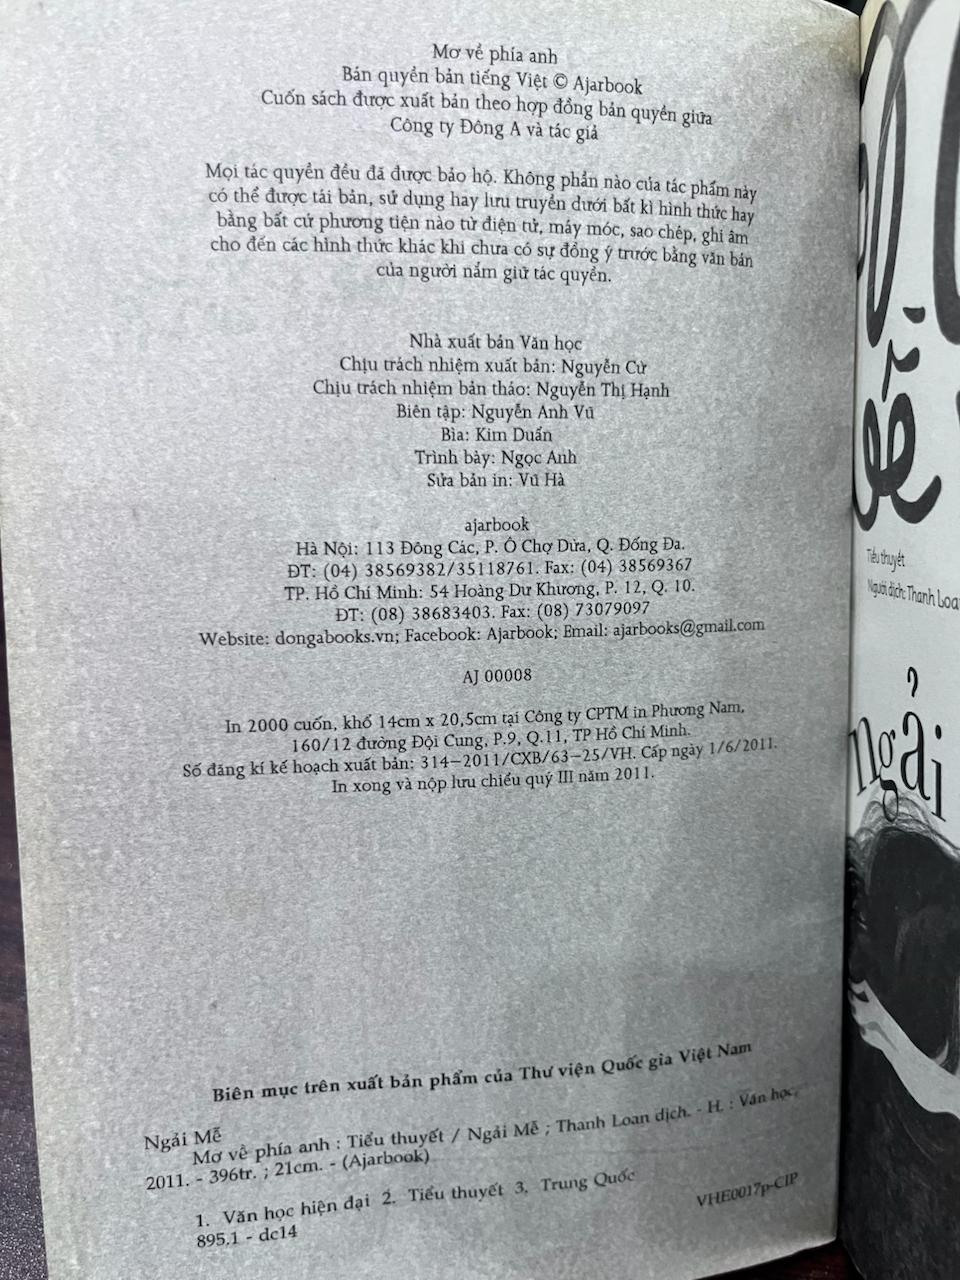 Mơ về phía anh
Bản quyền bản tiếng Việt © Ajarbook
Cuốn sách được xuất bản theo hợp đồng bản quyền giữa
Công ty Đông A và tác giả
Mọi tác quyền đều đã được bảo hộ. Không phần nào của tác phẩm này
có thể được tái bản, sử dụng hay lưu truyền dưới bất kì hình thức hay
bằng bất cứ phương tiện nào từ điện tử, máy móc, sao chép, ghi âm
cho đến các hình thức khác khi chưa có sự đồng ý trước bằng văn bản
của người nắm giữ tác quyền.
Nhà xuất bản Văn học
Chịu trách nhiệm xuất bản: Nguyễn Cừ
Chịu trách nhiệm bản thảo: Nguyễn Thị Hạnh
Biên tập: Nguyễn Anh Vũ
Bìa: Kim Duẩn
Trình bày: Ngọc Anh
Sửa bản in: Vũ Hà
ajarbook
Hà Nội: 113 Đông Các, P. Ô Chợ Dừa, Q. Đống Đa.
ĐT: (04) 38569382/35118761. Fax: (04) 38569367
TP. Hồ Chí Minh: 54 Hoàng Dư Khương, P. 12, Q. 10.
ĐT: (08) 38683403. Fax: (08) 73079097
Website: dongabooks.vn; Facebook: Ajarbook; Email: ajarbooks@gmail.com
AJ 00008
In 2000 cuốn, khổ 14cm x 20,5cm tại Công ty CPTM in Phương Nam,
160/12 đường Đội Cung, P.9, Q.11, TP Hồ Chí Minh.
Số đăng kí kế hoạch xuất bản: 314-2011/CXB/63-25/VH. Cấp ngày 1/6/2011.
In xong và nộp lưu chiểu quý III năm 2011.
Biên mục trên xuất bản phẩm của Thư viện Quốc gia Việt Nam
Ngải Mễ
Mơ về phía anh : Tiểu thuyết / Ngải Mễ ; Thanh Loan dịch. - H. : Văn học,
2011. - 396tr. ; 21cm. - (Ajarbook)
1. Văn học hiện đại 2. Tiểu thuyết 3. Trung Quốc
895.1 - dc14
VHE0017p-CIP
về
Tiểu thuyết
Người dịch: Thanh Loan
ngải